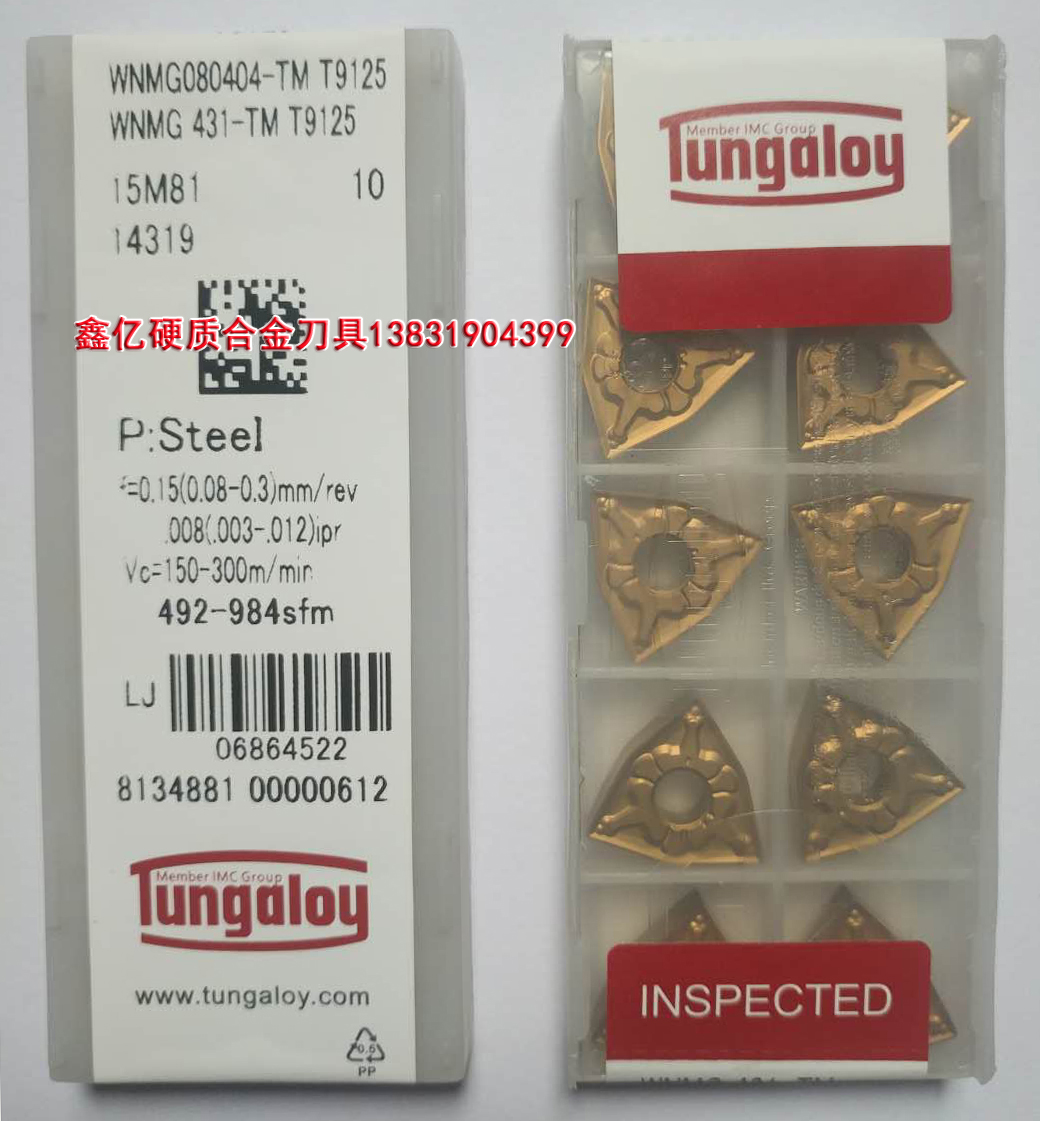 WNMG080404-TM T9125
WNMG 431-TM T9125
15M81 10
14319
鑫亿硬质合金刀具13831904399
P:Steel
f=0.15(0.08-0.3)mm/rev
.008(.003-.012)ipr
Vc=150-300m/min
492-984sfm
LJ
06864522
8134881 00000612
Member IMC Group
Tungaloy
www.tungaloy.com
0.6
PP
Member IMC Group
Tungaloy
INSPECTED